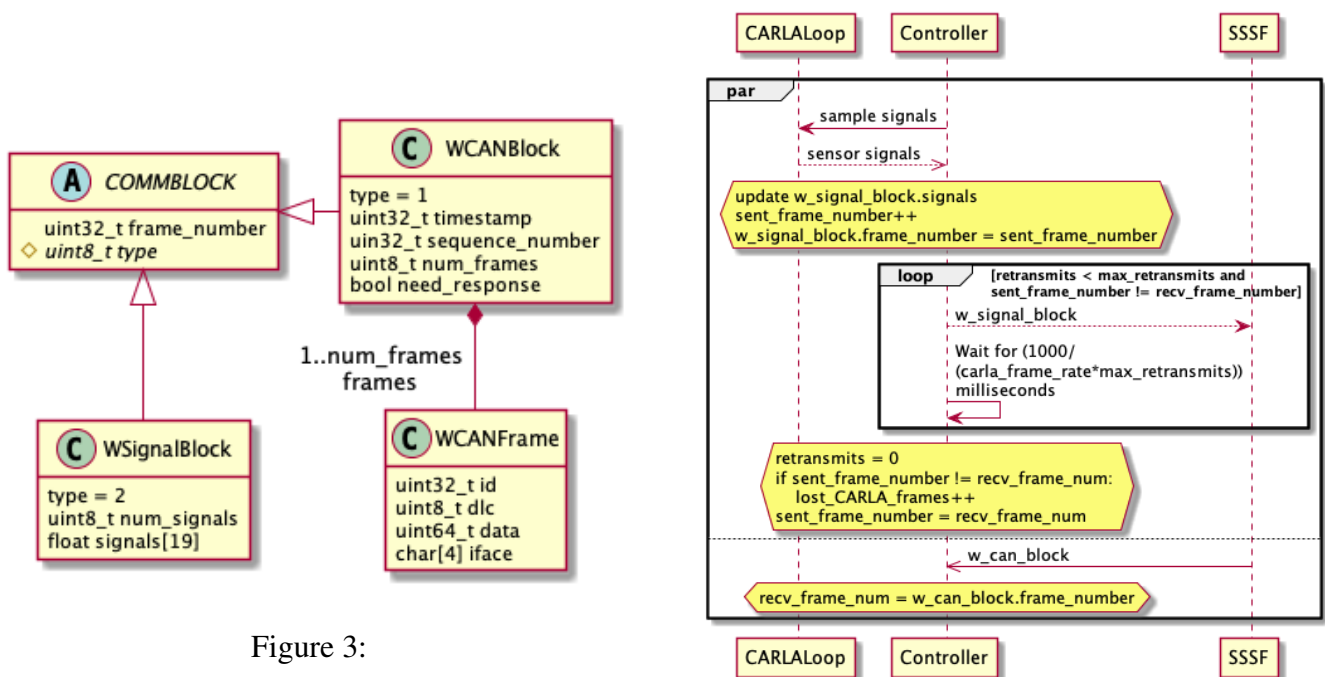 A COMMBLOCK
uint32_t frame_number
uint8_t type
C WCANBlock
type = 1
uint32_t timestamp
uin32_t sequence_number
uint8_t num_frames
bool need_response
1..num_frames
frames
C WSignalBlock
type = 2
uint8_t num_signals
float signals[19]
C WCANFrame
uint32_t id
uint8_t dlc
uint64_t data
char[4] iface
Figure 3:
CARLALoop
Controller
SSSF
par
sample signals
sensor signals
update w_signal_block.signals
sent_frame_number++
w_signal_block.frame_number = sent_frame_number
loop
[retransmits < max_retransmits and
sent_frame_number != recv_frame_number]
w_signal_block
Wait for (1000/
(carla_frame_rate*max_retransmits))
milliseconds
retransmits = 0
if sent_frame_number != recv_frame_num:
lost_CARLA_frames++
sent_frame_number = recv_frame_num
w_can_block
recv_frame_num = w_can_block.frame_number
CARLALoop
Controller
SSSF